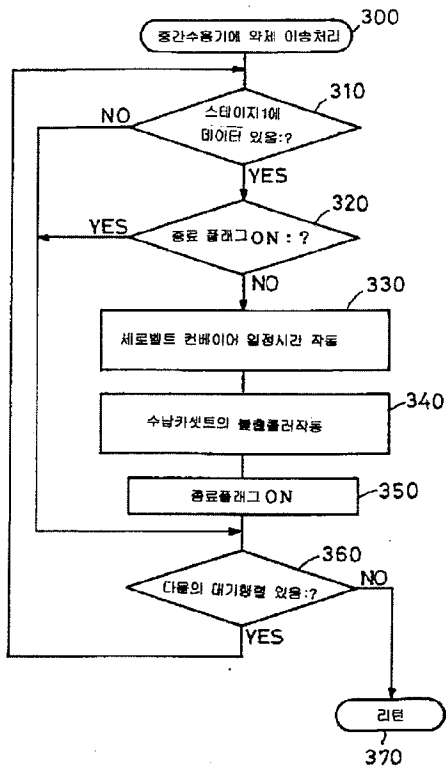 300
중간수용기에 약제 이송처리
310
스테이지1에
데이터 있음:?
NO
YES
320
종료 플래그 ON : ?
YES
NO
330
세로벨트 컨베이어 일정시간 작동
340
수납카셋트의 롤러작동
종료플래그 ON
350
360
다음의 대기행렬 있음:?
NO
YES
리턴
370